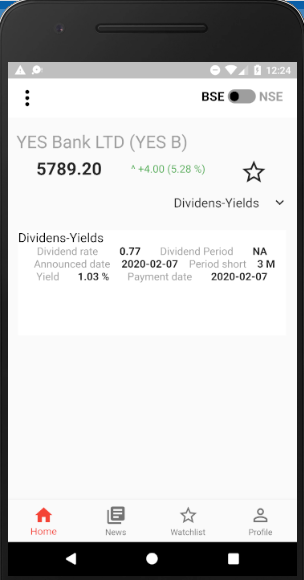 12:24
BSE NSE
YES Bank LTD (YES B)
5789.20 ^ +4.00 (5.28 %)
Dividens-Yields
Dividens-Yields
Dividend rate 0.77 Dividend Period NA
Announced date 2020-02-07 Period short 3 M
Yield 1.03 % Payment date 2020-02-07
Home News Watchlist Profile